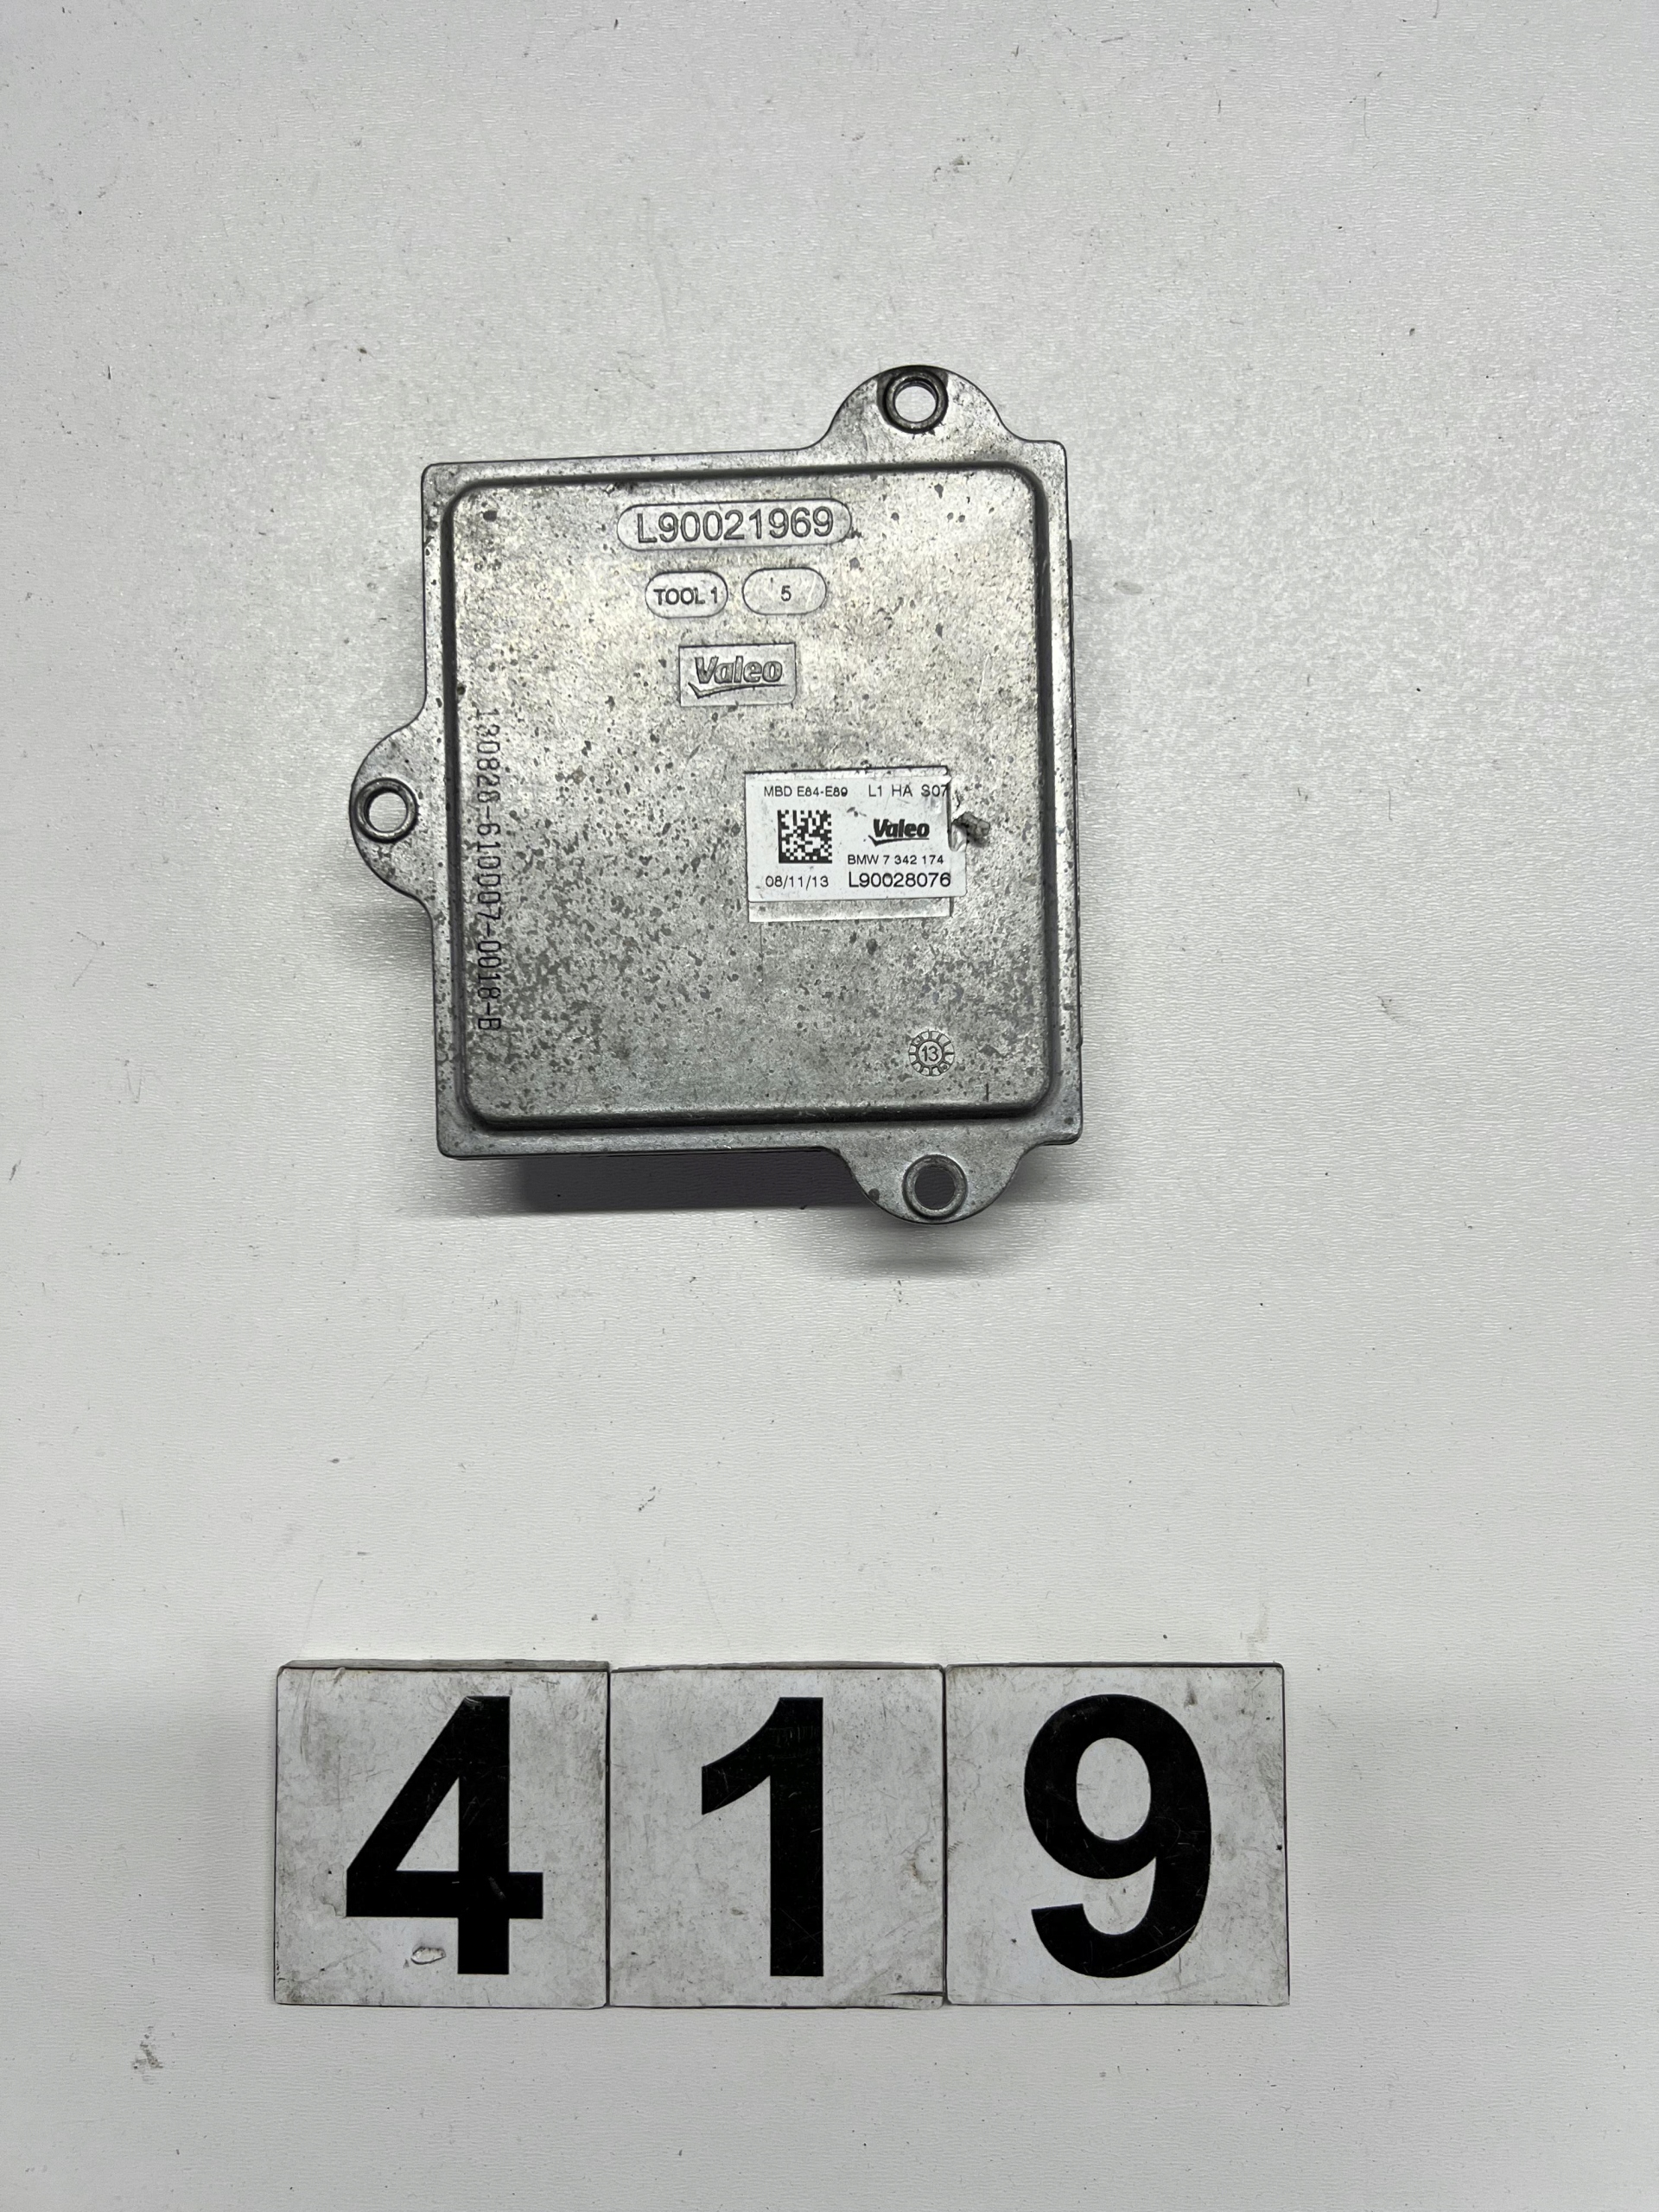 L90021969
TOOL 1 5
Valeo
130828-610007-0018-B
MBD E84-E89 L1 HA S07
Valeo
BMW 7 342 174
08/11/13 L90028076
13
4 1 9